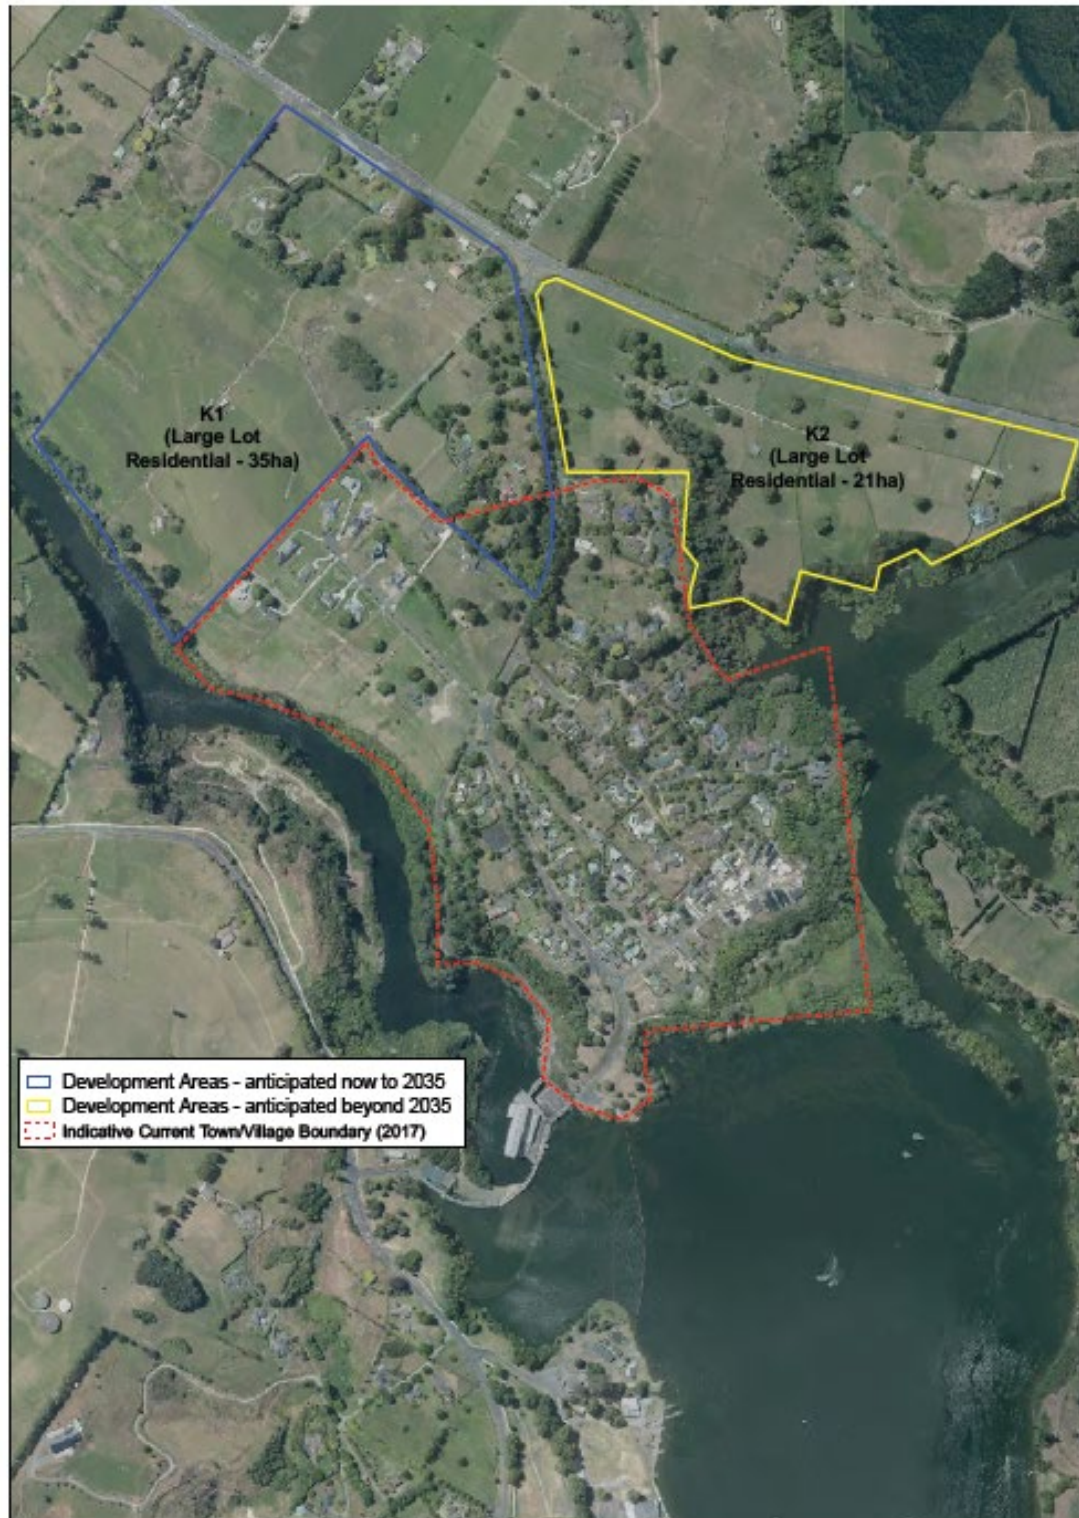 K1
(Large Lot
Residential - 35ha)
K2
(Large Lot
Residential - 21ha)
Development Areas - anticipated now to 2035
Development Areas - anticipated beyond 2035
Indicative Current Town/Village Boundary (2017)